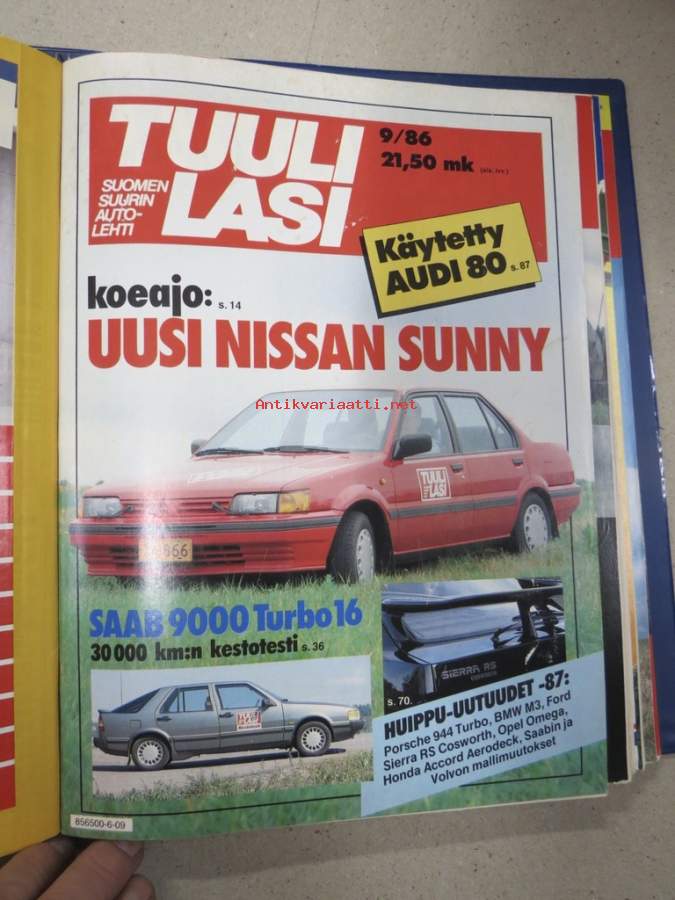 TUULI
LASI
SUOMEN
SUURIN
AUTO-
LEHTI
9/86
21,50 mk (sis. lvv.)
Käytetty
AUDI 80 s. 87
koeajo: s. 14
UUSI NISSAN SUNNY
Antikvariaatti.net
TUULI
LASI
866
SAAB 9000 Turbo 16
30 000 km:n kestotesti s. 36
SIERRA RS
s. 70.
HUIPPU-UUTUUDET -87:
Porsche 944 Turbo, BMW M3, Ford
Sierra RS Cosworth, Opel Omega,
Honda Accord Aerodeck, Saabin ja
Volvon mallimuutokset
856500-6-09